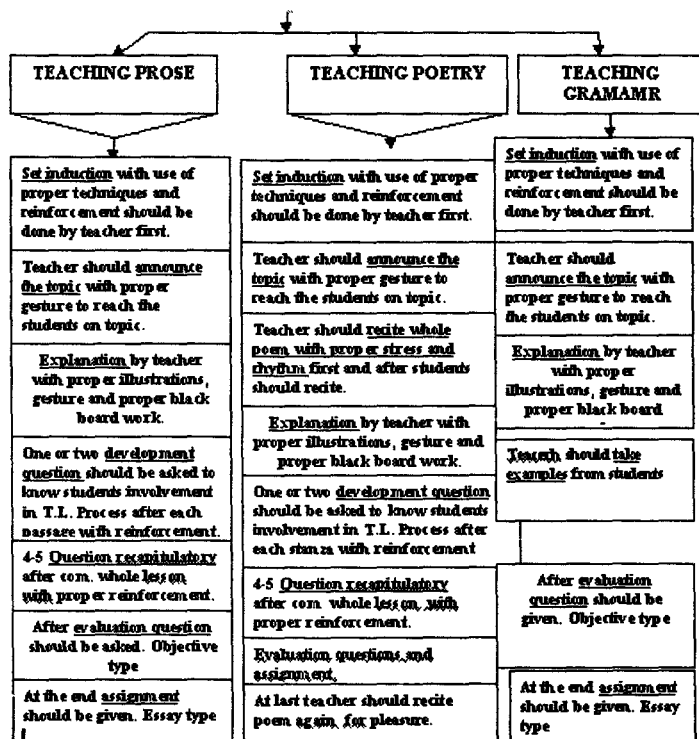 TEACHING PROSE
Set induction with use of
proper techniques and
reinforcement should be
done by teacher first.
Teacher should announce
the topic with proper
gesture to reach the
students on topic.
Explanation by teacher
with proper illustrations,
gesture and proper black
board work.
One or two development
question should be asked to
know students involvement
in T.L. Process after each
passage with reinforcement.
4-5 Question recapitulatory
after com. whole lesson
with proper reinforcement.
After evaluation question
should be asked. Objective
type
At the end assignment
should be given. Essay type
TEACHING POETRY
Set induction with use of proper
techniques and reinforcement
should be done by teacher first.
Teacher should announce the
topic with proper gesture to
reach the students on topic.
Teacher should recite whole
poem with proper stress and
rhythm first and after students
should recite.
Explanation by teacher with
proper illustrations, gesture and
proper black board work.
One or two development question
should be asked to know students
involvement in T.L. Process after
each stanza with reinforcement
4-5 Question recapitulatory
after com. whole lesson with
proper reinforcement.
Evaluation questions and
assignment.
At last teacher should recite
poem again for pleasure.
TEACHING
GRAMAMR
Set induction with use of
proper techniques and
reinforcement should be
done by teacher first.
Teacher should
announce the topic with
proper gesture to reach
the students on topic.
Explanation by teacher
with proper
illustrations, gesture and
proper black board
should take
examples from students
After evaluation
question should be
given. Objective type
At the end assignment
should be given. Essay
type